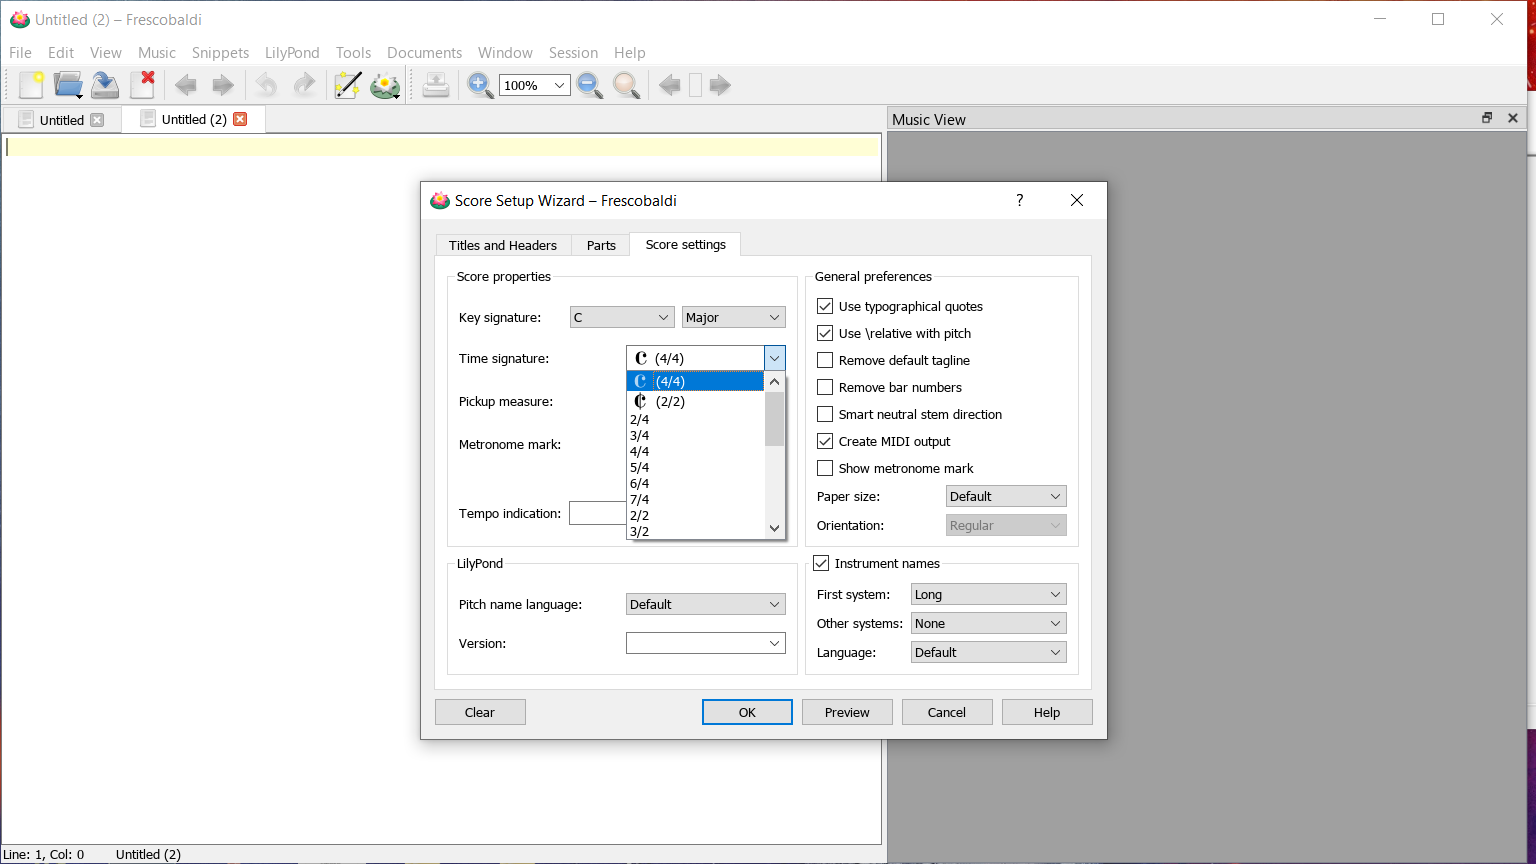 Untitled (2) – Frescobaldi
File Edit View Music Snippets LilyPond Tools Documents Window Session Help
100%
Untitled
Untitled (2)
Music View
Score Setup Wizard – Frescobaldi
?
Titles and Headers
Parts
Score settings
Score properties
Key signature:
C
Major
Time signature:
(4/4)
(4/4)
(2/2)
2/4
3/4
4/4
5/4
6/4
7/4
2/2
3/2
Pickup measure:
Metronome mark:
Tempo indication:
LilyPond
Pitch name language:
Default
Version:
General preferences
Use typographical quotes
Use \relative with pitch
Remove default tagline
Remove bar numbers
Smart neutral stem direction
Create MIDI output
Show metronome mark
Paper size:
Default
Orientation:
Regular
Instrument names
First system:
Long
Other systems:
None
Language:
Default
Clear
OK
Preview
Cancel
Help
Line: 1, Col: 0
Untitled (2)